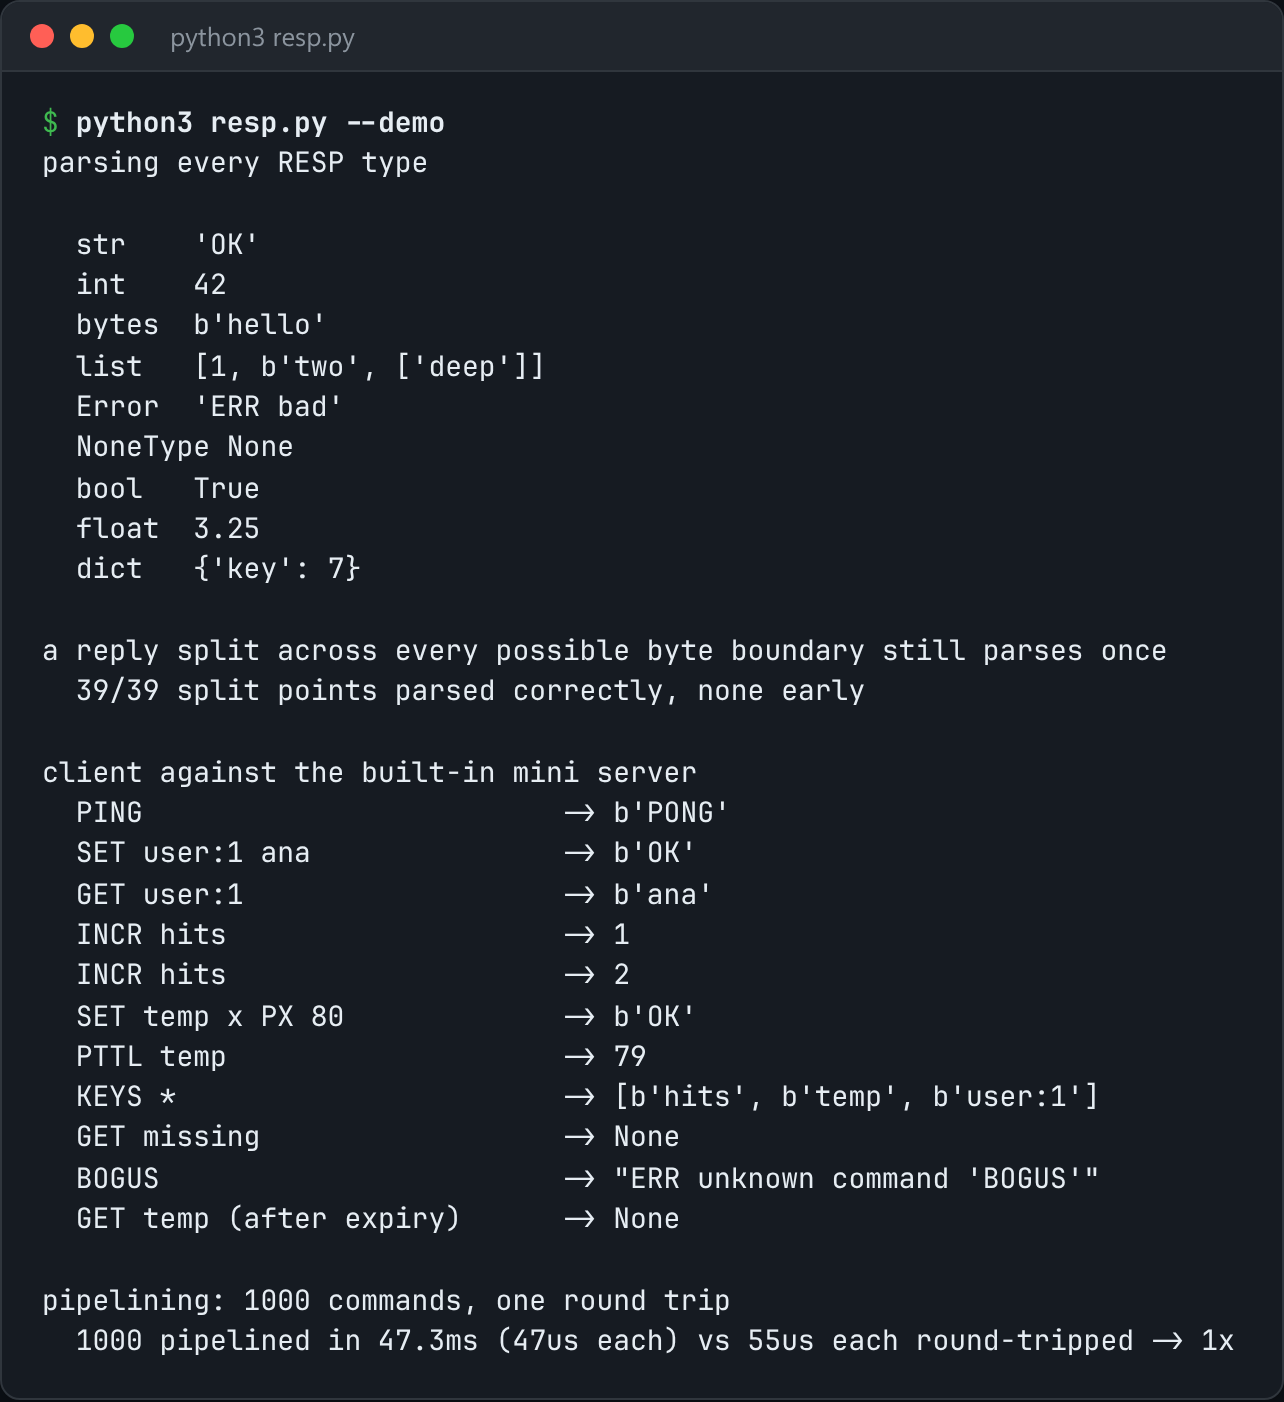 python3 resp.py
$ python3 resp.py --demo
parsing every RESP type
str    'OK'
int    42
bytes  b'hello'
list   [1, b'two', ['deep']]
Error  'ERR bad'
NoneType None
bool   True
float  3.25
dict   {'key': 7}
a reply split across every possible byte boundary still parses once
39/39 split points parsed correctly, none early
client against the built-in mini server
PING                         -> b'PONG'
SET user:1 ana               -> b'OK'
GET user:1                   -> b'ana'
INCR hits                    -> 1
INCR hits                    -> 2
SET temp x PX 80             -> b'OK'
PTTL temp                    -> 79
KEYS *                       -> [b'hits', b'temp', b'user:1']
GET missing                  -> None
BOGUS                        -> "ERR unknown command 'BOGUS'"
GET temp (after expiry)      -> None
pipelining: 1000 commands, one round trip
1000 pipelined in 47.3ms (47us each) vs 55us each round-tripped -> 1x